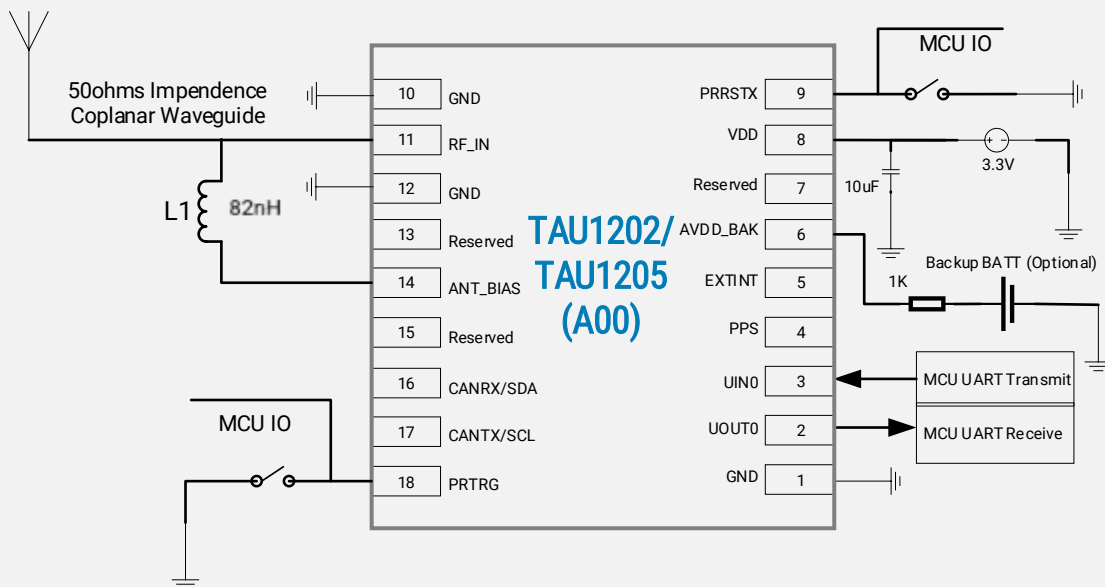 50ohms Impendence
Coplanar Waveguide
L1
82nH
MCU IO
10
GND
11
RF_IN
12
GND
13
Reserved
14
ANT_BIAS
15
Reserved
16
CANRX/SDA
17
CANTX/SCL
18
PRTRG
TAU1202/
TAU1205
(A00)
PRRSTX
9
VDD
8
Reserved
7
AVDD_BAK
6
EXTINT
5
PPS
4
UIN0
3
UOUT0
2
GND
1
MCU IO
10uF
3.3V
Backup BATT (Optional)
1K
MCU UART Transmit
MCU UART Receive